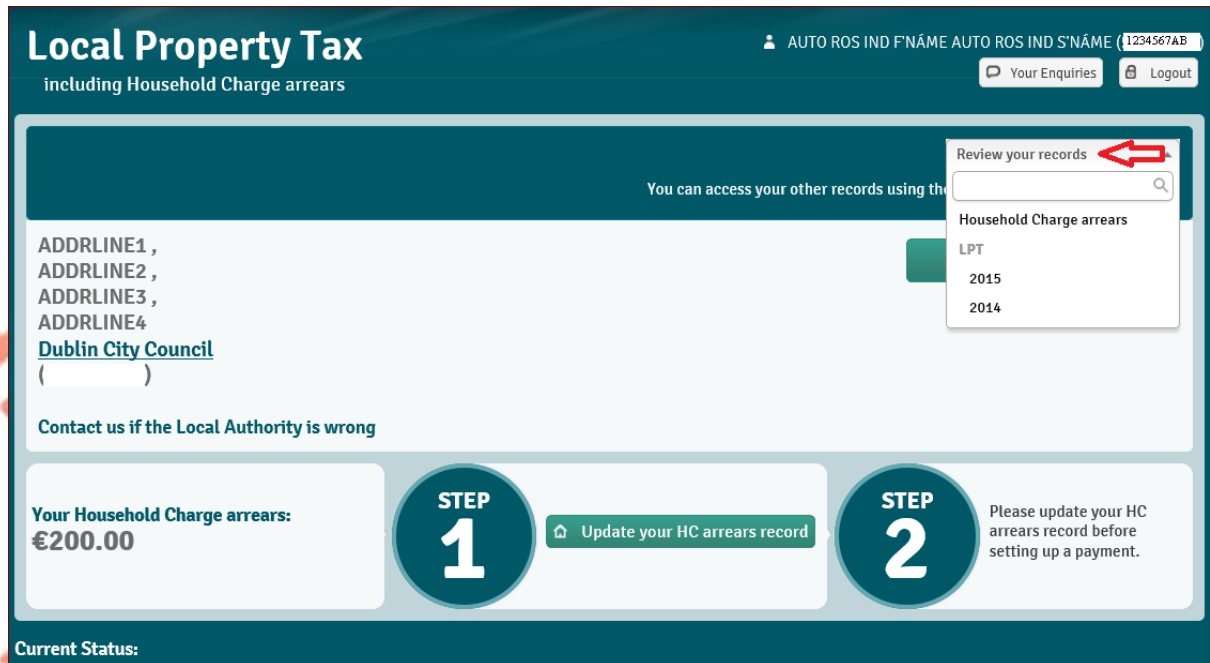 Local Property Tax
including Household Charge arrears
AUTO ROS IND F'NÁME AUTO ROS IND S'NÁME (1234567AB)
Your Enquiries
Logout
Review your records
You can access your other records using the
Household Charge arrears
LPT
2015
2014
ADDRLINE1 ,
ADDRLINE2 ,
ADDRLINE3 ,
ADDRLINE4
Dublin City Council
( )
Contact us if the Local Authority is wrong
Your Household Charge arrears:
€200.00
STEP
1
Update your HC arrears record
STEP
2
Please update your HC
arrears record before
setting up a payment.
Current Status: